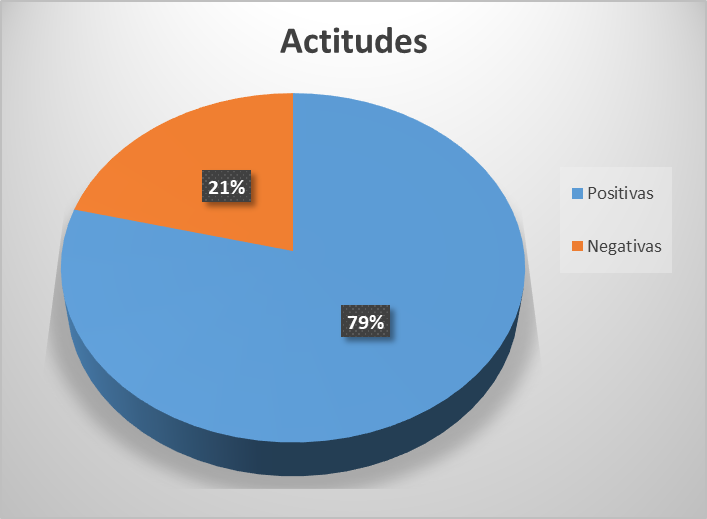 Actitudes
21%
79%
Positivas
Negativas